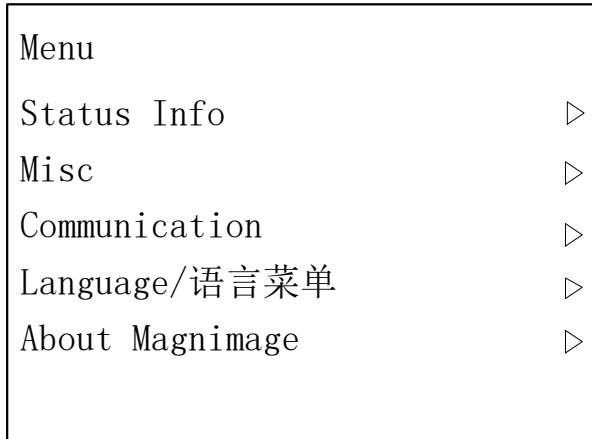 Menu
Status Info
Misc
Communication
Language/语言菜单
About Magnimage